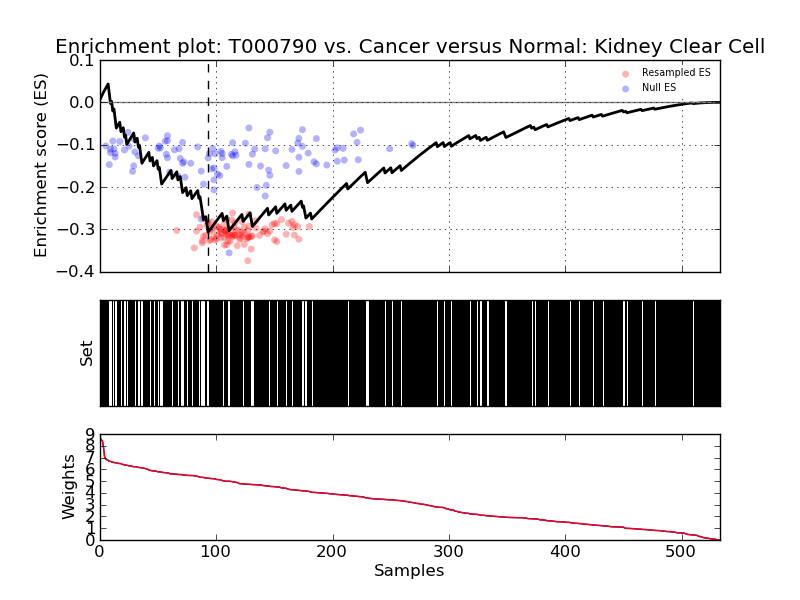 Enrichment plot: T000790 vs. Cancer versus Normal: Kidney Clear Cell
Enrichment score (ES)
0.1
0.0
−0.1
−0.2
−0.3
−0.4
Resampled ES
Null ES
Set
Weights
9
8
7
6
5
4
3
2
1
0
0 100 200 300 400 500
Samples